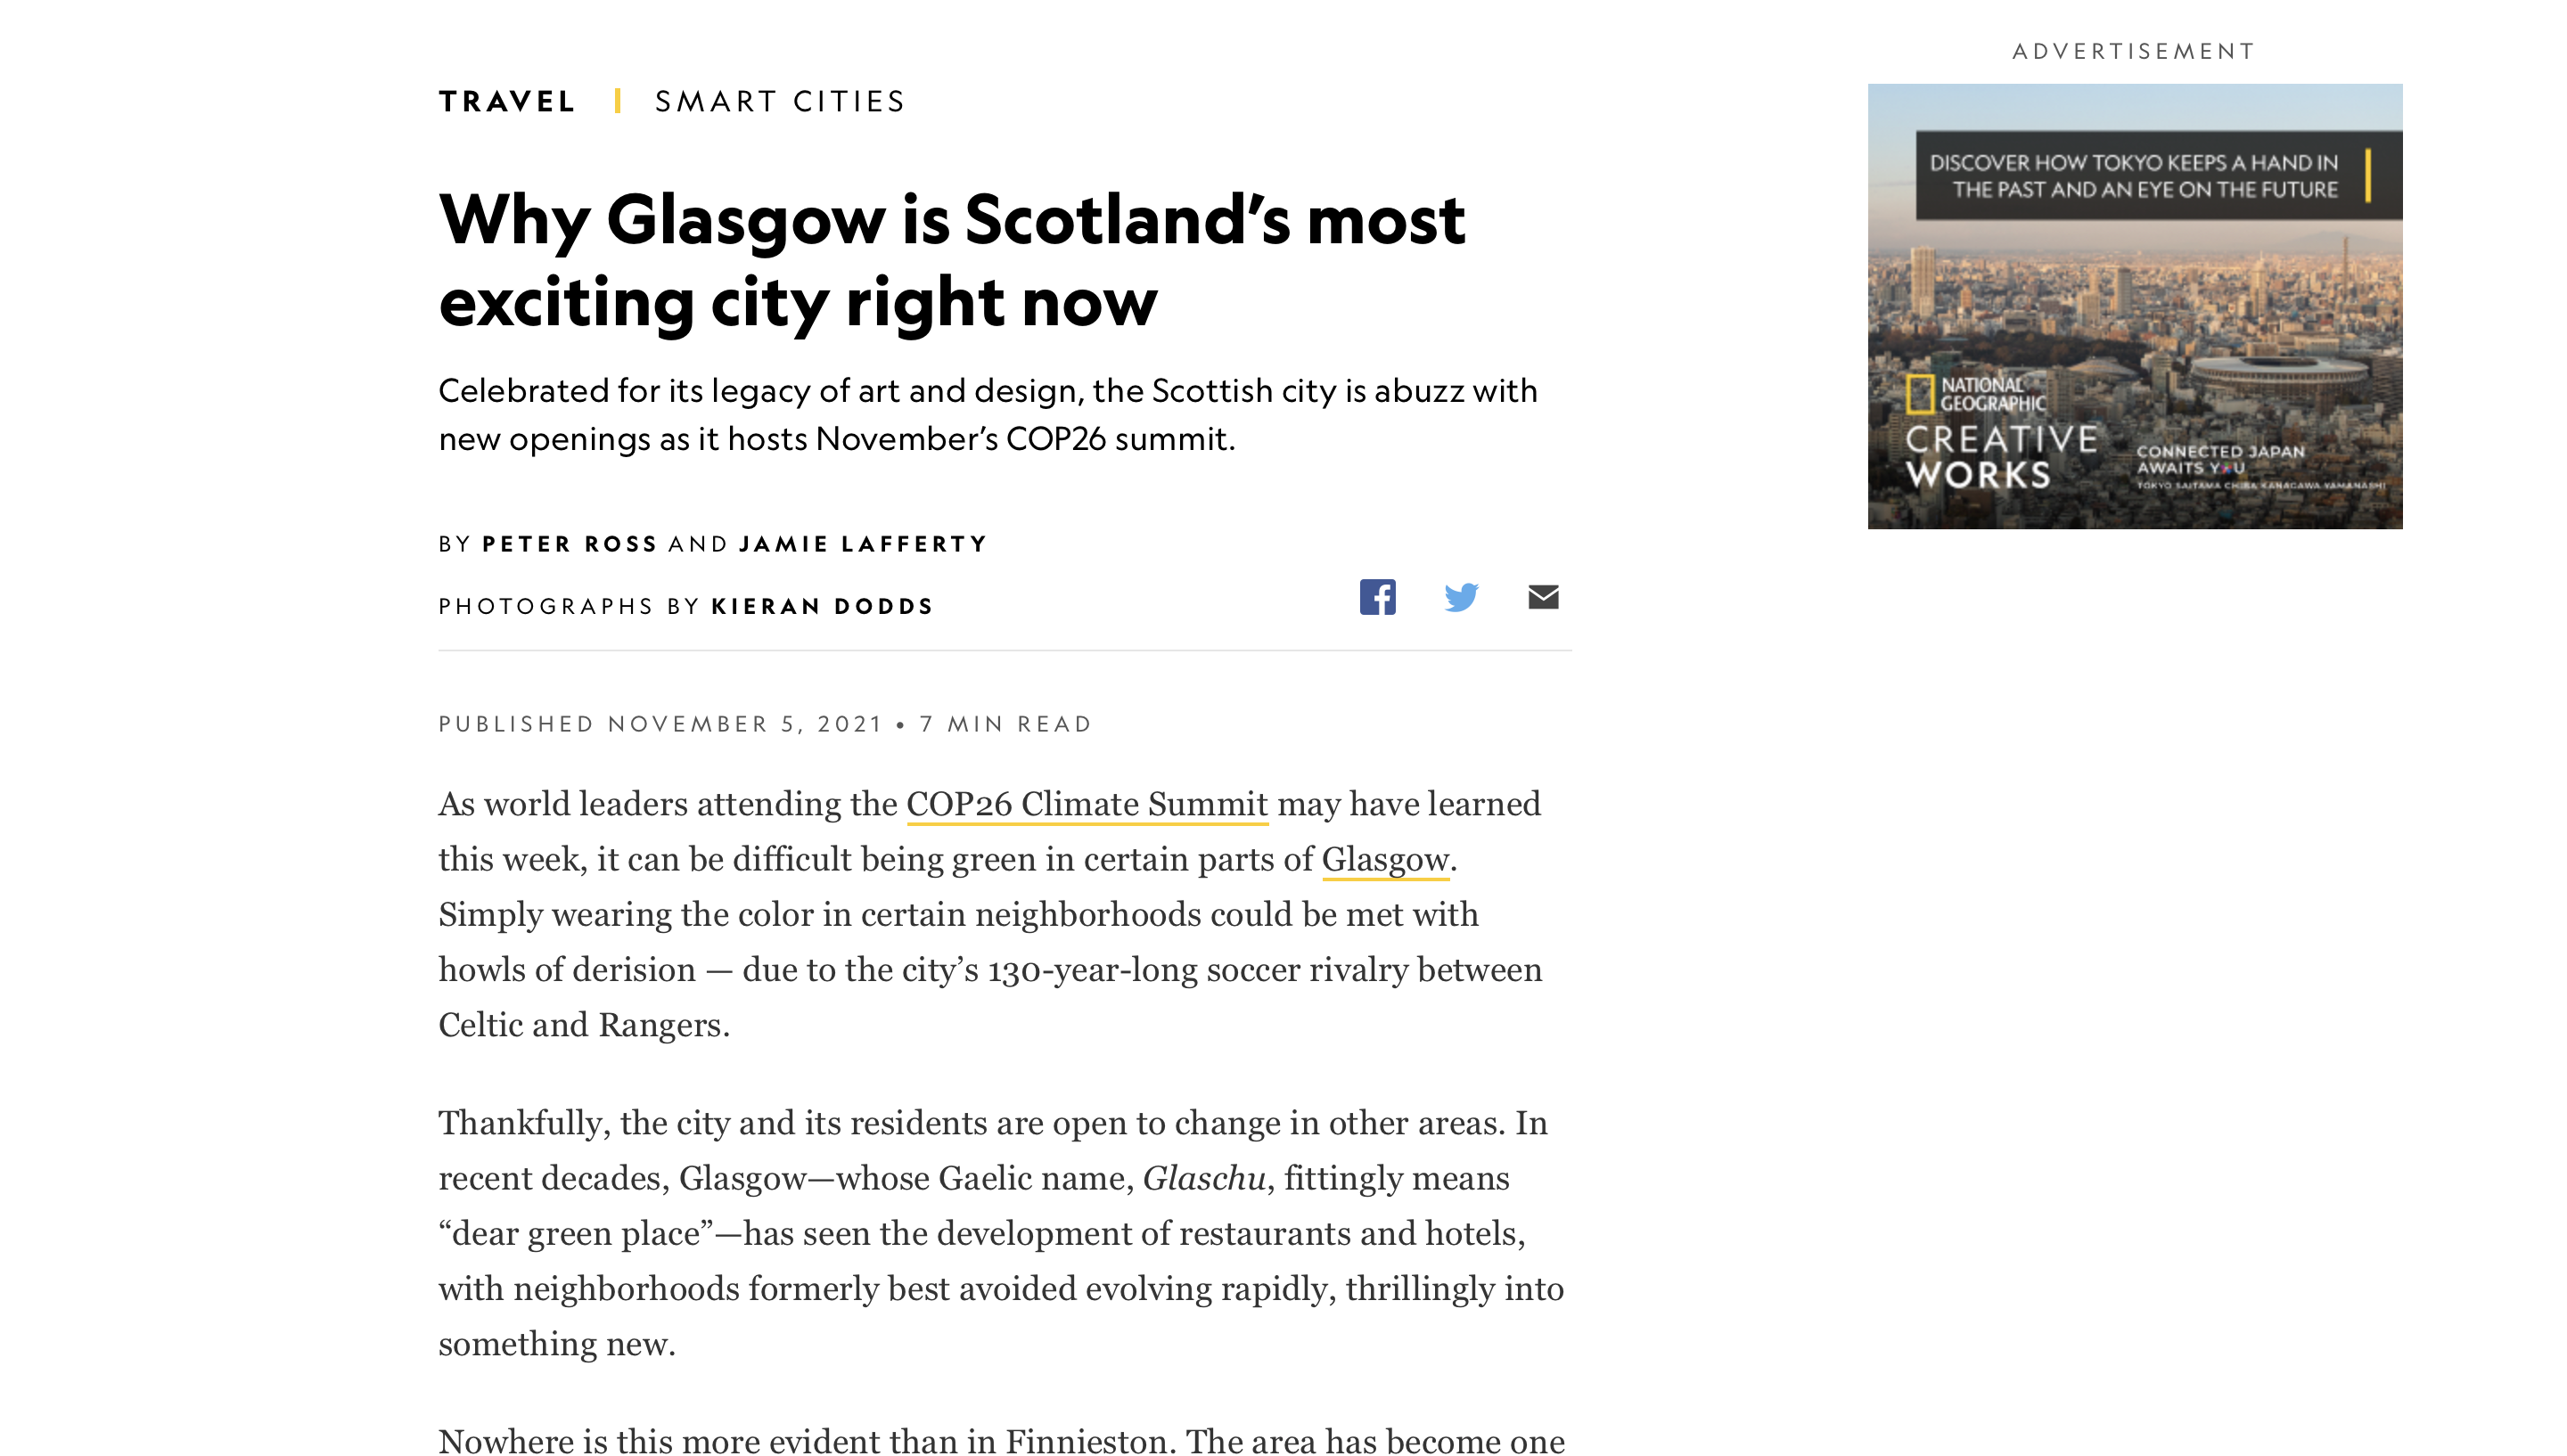 TRAVEL | SMART CITIES
Why Glasgow is Scotland’s most
exciting city right now
Celebrated for its legacy of art and design, the Scottish city is abuzz with
new openings as it hosts November’s COP26 summit.
BY PETER ROSS AND JAMIE LAFFERTY
PHOTOGRAPHS BY KIERAN DODDS
PUBLISHED NOVEMBER 5, 2021 • 7 MIN READ
As world leaders attending the COP26 Climate Summit may have learned
this week, it can be difficult being green in certain parts of Glasgow.
Simply wearing the color in certain neighborhoods could be met with
howls of derision — due to the city’s 130-year-long soccer rivalry between
Celtic and Rangers.
Thankfully, the city and its residents are open to change in other areas. In
recent decades, Glasgow—whose Gaelic name, Glaschu, fittingly means
“dear green place”—has seen the development of restaurants and hotels,
with neighborhoods formerly best avoided evolving rapidly, thrillingly into
something new.
Nowhere is this more evident than in Finnieston. The area has become one
ADVERTISEMENT
DISCOVER HOW TOKYO KEEPS A HAND IN
THE PAST AND AN EYE ON THE FUTURE
NATIONAL
GEOGRAPHIC
CREATIVE
WORKS
CONNECTED JAPAN
AWAITS YOU
TOKYO SAITAMA CHIBA KANAGAWA YAMANASHI